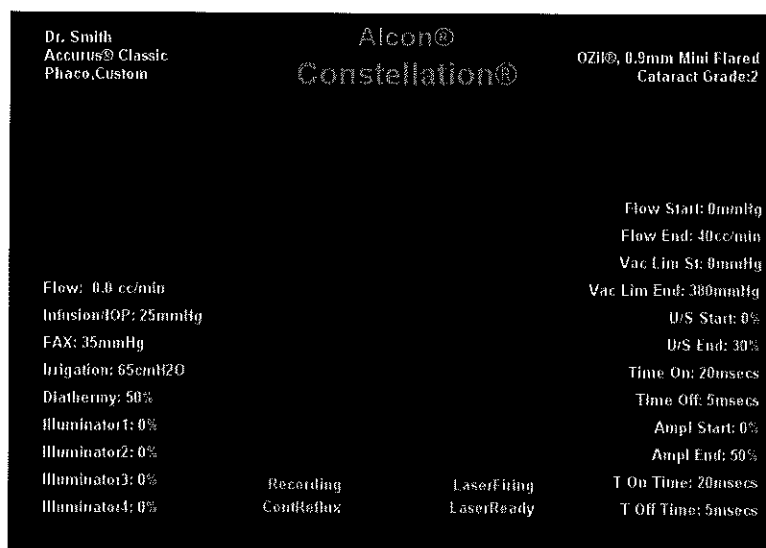 Dr. Smith
Accurus® Classic
Phaco,Custom
Alcon®
Constellation®
OZil®, 0.9mm Mini Flared
Cataract Grade:2
Flow: 0.0 cc/min
Infusion/IOP: 25mmHg
FAX: 35mmHg
Irrigation: 65cmH2O
Diathermy: 50%
Illuminator1: 0%
Illuminator2: 0%
Illuminator3: 0%
Illuminator4: 0%
Recording
ContReflux
LaserFiring
LaserReady
Flow Start: 0mmHg
Flow End: 40cc/min
Vac Lim St: 0mmHg
Vac Lim End: 380mmHg
U/S Start: 0%
U/S End: 30%
Time On: 20msecs
Time Off: 5msecs
Ampl Start: 0%
Ampl End: 50%
T On Time: 20msecs
T Off Time: 5msecs